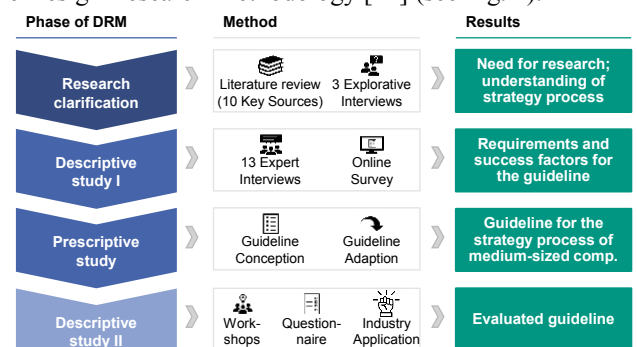 Phase of DRM
Method
Results
Research
clarification
Literature review
(10 Key Sources)
3 Explorative
Interviews
Need for research;
understanding of
strategy process
Descriptive
study I
13 Expert
Interviews
Online
Survey
Requirements and
success factors for
the guideline
Prescriptive
study
Guideline
Conception
Guideline
Adaption
Guideline for the
strategy process of
medium-sized comp.
Descriptive
study II
Work-
shops
Question-
naire
Industry
Application
Evaluated guideline